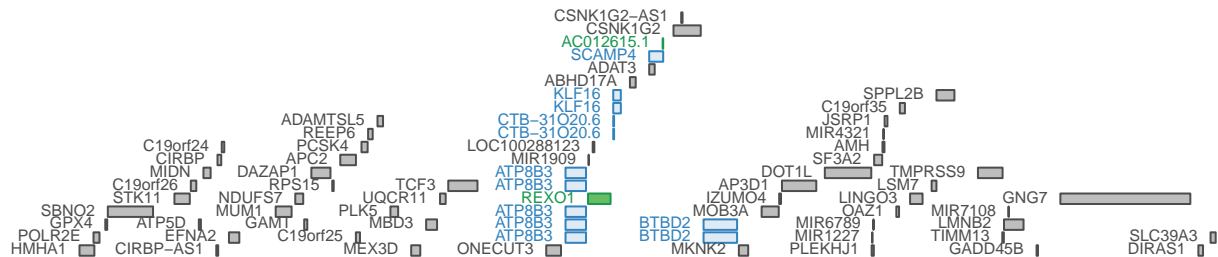 CSNK1G2−AS1
CSNK1G2
AC012615.1
SCAMP4
ADAT3
ABHD17A
KLF16 SPPL2B
KLF16 C19orf35
ADAMTSL5 CTB−31O20.6 JSRP1
REEP6 CTB−31O20.6 MIR4321
C19orf24 PCSK4 LOC100288123 AMH
CIRBP APC2 MIR1909 SF3A2
MIDN DAZAP1 ATP8B3 DOT1L TMPRSS9
C19orf26 RPS15 TCF3 ATP8B3 AP3D1 LSM7
STK11 NDUFS7 UQCR11 REXO1 IZUMO4 LINGO3 GNG7
SBNO2 MUM1 PLK5 ATP8B3 MOB3A OAZ1 MIR7108
GPX4 ATP5D GAMT MBD3 ATP8B3 BTBD2 MIR6789 LMNB2
POLR2E EFNA2 C19orf25 ATP8B3 BTBD2 MIR1227 TIMM13 SLC39A3
HMHA1 CIRBP−AS1 MEX3D ONECUT3 MKNK2 PLEKHJ1 GADD45B DIRAS1